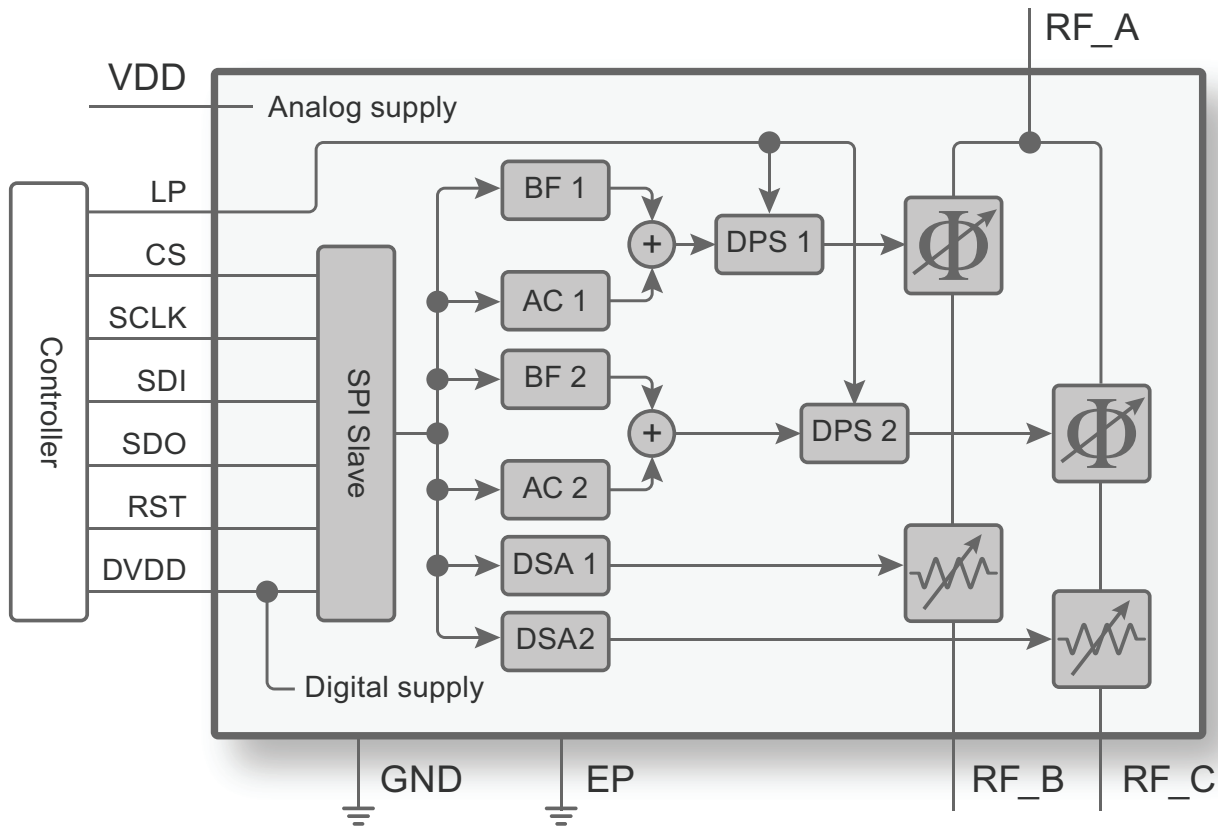 RF_A
VDD
Analog supply
LP
BF 1
CS
+
DPS 1
Φ
SCLK
AC 1
Controller
SPI Slave
SDI
BF 2
SDO
+
DPS 2
Φ
RST
AC 2
DVDD
DSA 1
DSA2
Digital supply
GND
EP
RF_B
RF_C